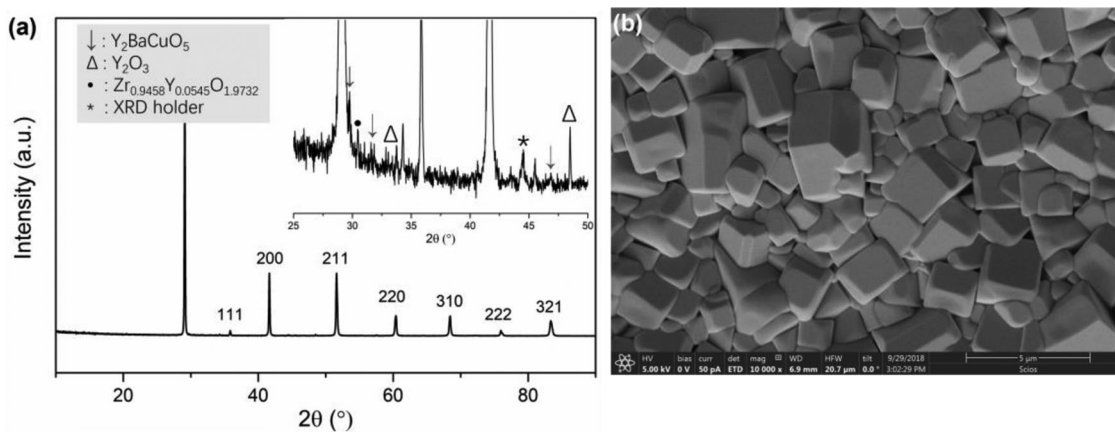 (a)
↓ : Y₂BaCuO₅
Δ : Y₂O₃
• : Zr₀.₉₄₅₈Y₀.₀₅₄₅O₁.₉₇₃₂
* : XRD holder
Δ
*
Δ
25 30 35 40 45 50
2θ (°)
Intensity (a.u.)
111
200
211
220
310
222
321
20 40 60 80
2θ (°)
(b)
HV bias curr det mag WD HFW tilt 9/29/2018 5 µm
5.00 kV 0 V 50 pA ETD 10 000 x 6.9 mm 20.7 µm 0.0 ° 3:02:29 PM Scios